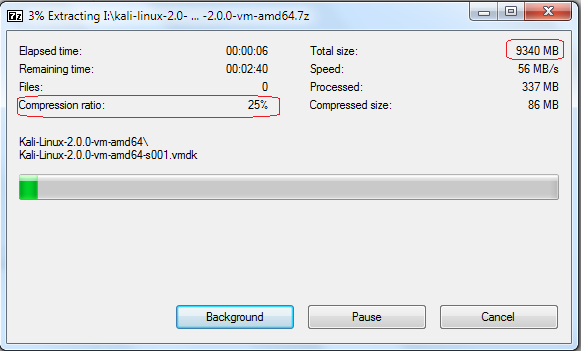 7z 3% Extracting I:\kali-linux-2.0- ... -2.0.0-vm-amd64.7z
Elapsed time: 00:00:06 Total size: 9340 MB
Remaining time: 00:02:40 Speed: 56 MB/s
Files: 0 Processed: 337 MB
Compression ratio: 25% Compressed size: 86 MB
Kali-Linux-2.0.0-vm-amd64\
Kali-Linux-2.0.0-vm-amd64-s001.vmdk
Background Pause Cancel